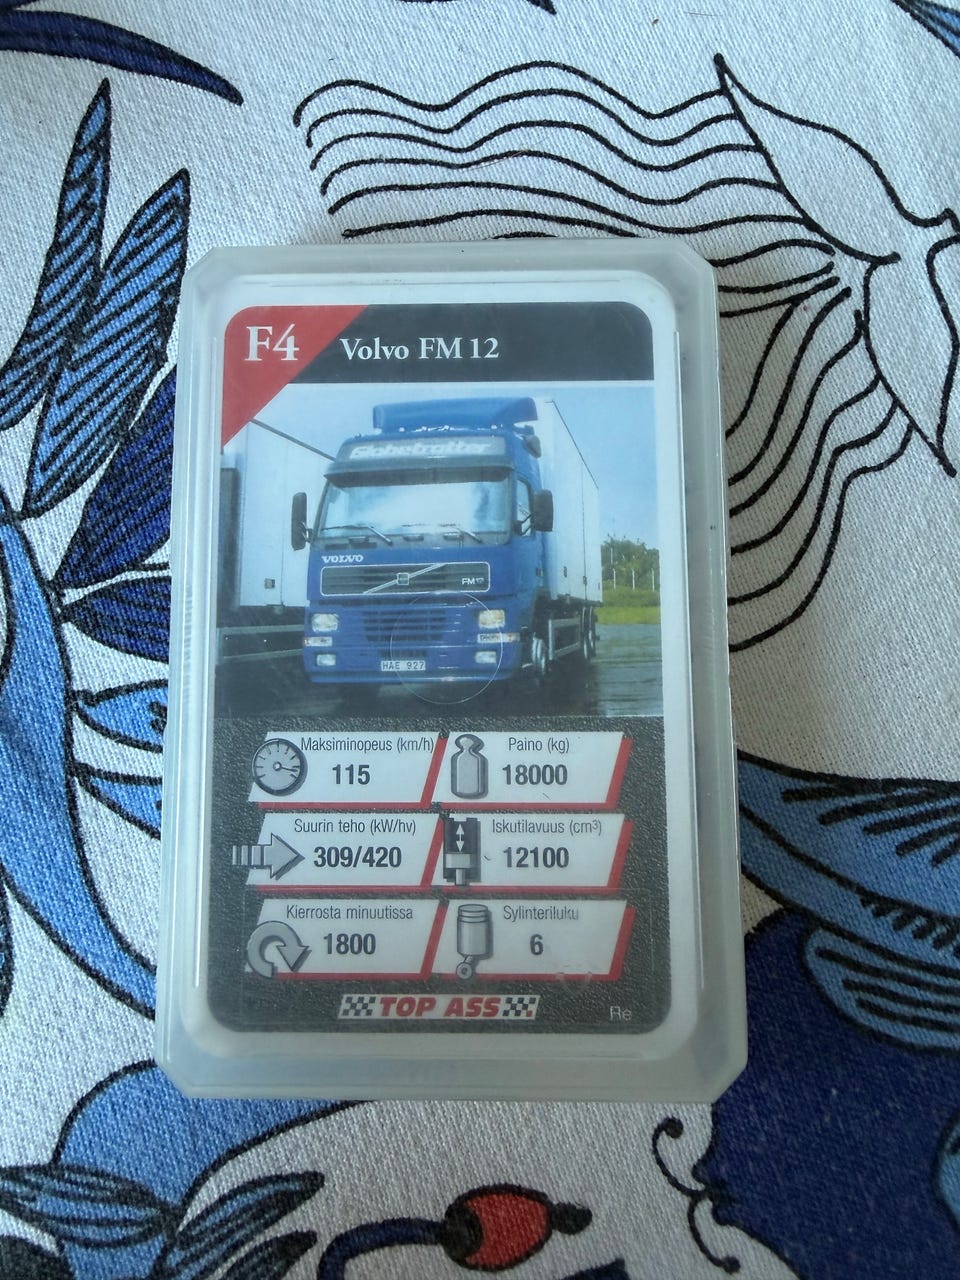 F4
Volvo FM 12
Globetrotter
VOLVO
FM12
HAE 927
Maksiminopeus (km/h)
115
Paino (kg)
18000
Suurin teho (kW/hv)
309/420
Iskutilavuus (cm³)
12100
Kierrosta minuutissa
1800
Sylinteriluku
6
TOP ASS
Re